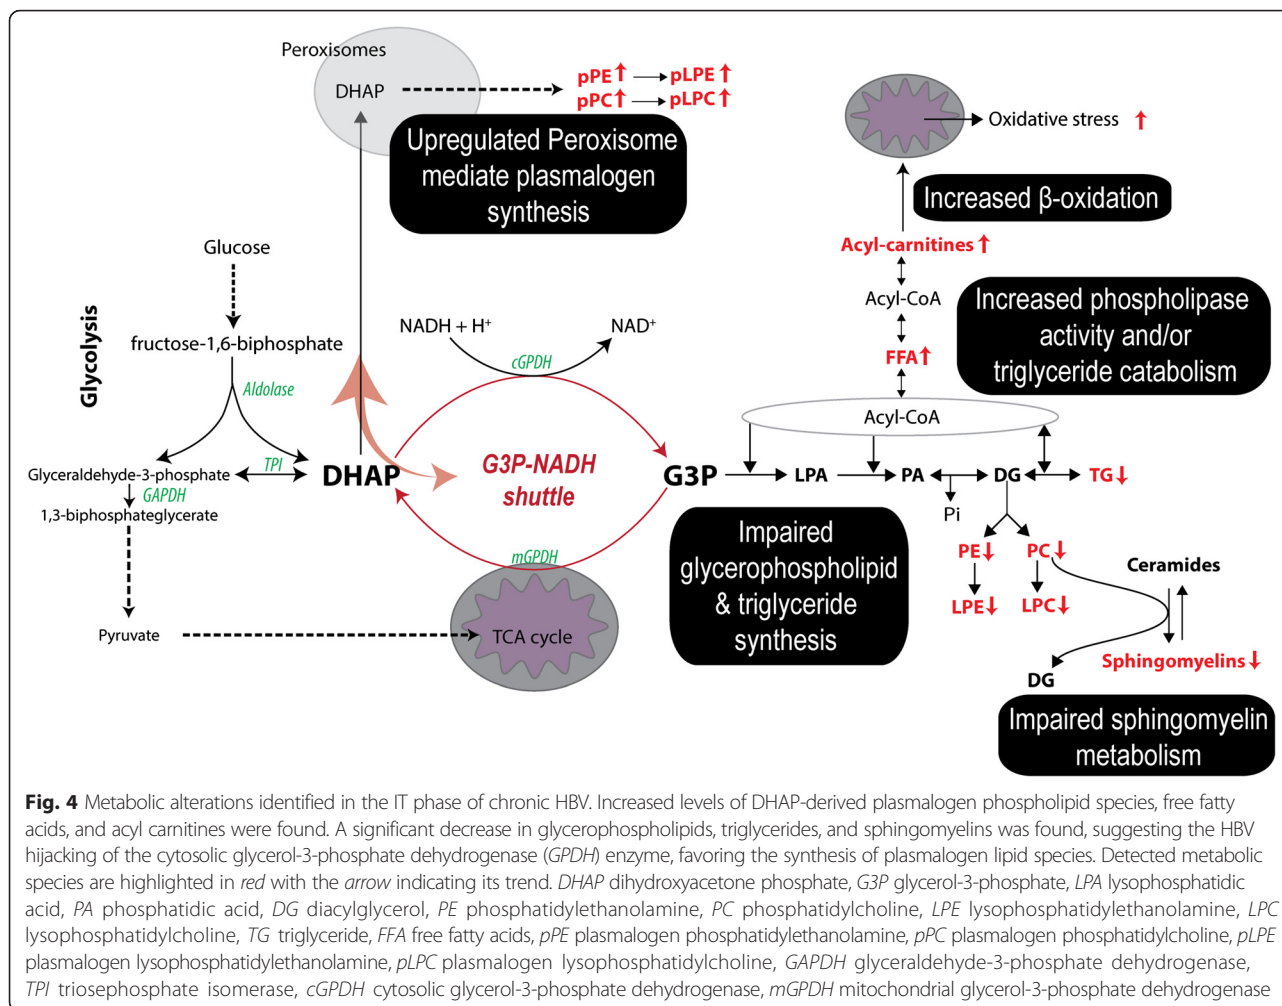 Peroxisomes
DHAP
pPE↑ → pLPE↑
pPC↑ → pLPC↑
Upregulated Peroxisome
mediate plasmalogen
synthesis
Oxidative stress ↑
Increased β-oxidation
Acyl-carnitines↑
Acyl-CoA
FFA↑
Increased phospholipase
activity and/or
triglyceride catabolism
Acyl-CoA
Glycolysis
Glucose
fructose-1,6-biphosphate
Aldolase
Glyceraldehyde-3-phosphate
TPI
GAPDH
1,3-biphosphateglycerate
Pyruvate
DHAP
NADH + H⁺
NAD⁺
cGPDH
G3P-NADH
shuttle
mGPDH
TCA cycle
G3P
LPA
PA
Pi
DG
TG↓
PE↓
PC↓
LPE↓
LPC↓
Ceramides
Sphingomyelins↓
DG
Impaired
glycerophospholipid
& triglyceride
synthesis
Impaired sphingomyelin
metabolism
Fig. 4 Metabolic alterations identified in the IT phase of chronic HBV. Increased levels of DHAP-derived plasmalogen phospholipid species, free fatty
acids, and acyl carnitines were found. A significant decrease in glycerophospholipids, triglycerides, and sphingomyelins was found, suggesting the HBV
hijacking of the cytosolic glycerol-3-phosphate dehydrogenase (GPDH) enzyme, favoring the synthesis of plasmalogen lipid species. Detected metabolic
species are highlighted in red with the arrow indicating its trend. DHAP dihydroxyacetone phosphate, G3P glycerol-3-phosphate, LPA lysophosphatidic
acid, PA phosphatidic acid, DG diacylglycerol, PE phosphatidylethanolamine, PC phosphatidylcholine, LPE lysophosphatidylethanolamine, LPC
lysophosphatidylcholine, TG triglyceride, FFA free fatty acids, pPE plasmalogen phosphatidylethanolamine, pPC plasmalogen phosphatidylcholine, pLPE
plasmalogen lysophosphatidylethanolamine, pLPC plasmalogen lysophosphatidylcholine, GAPDH glyceraldehyde-3-phosphate dehydrogenase,
TPI triosephosphate isomerase, cGPDH cytosolic glycerol-3-phosphate dehydrogenase, mGPDH mitochondrial glycerol-3-phosphate dehydrogenase